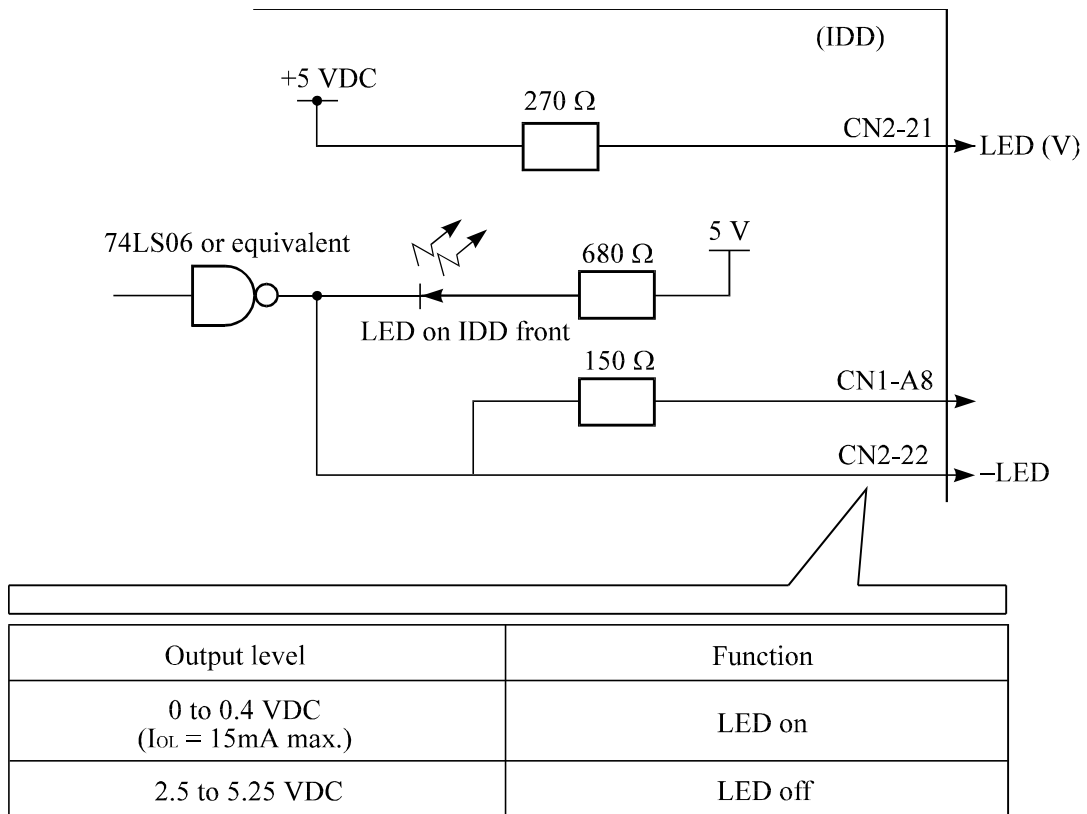 (IDD)
+5 VDC
270 Ω
CN2-21
LED (V)
74LS06 or equivalent
680 Ω
5 V
LED on IDD front
150 Ω
CN1-A8
CN2-22
–LED
Output level
Function
0 to 0.4 VDC
(IOL = 15mA max.)
LED on
2.5 to 5.25 VDC
LED off